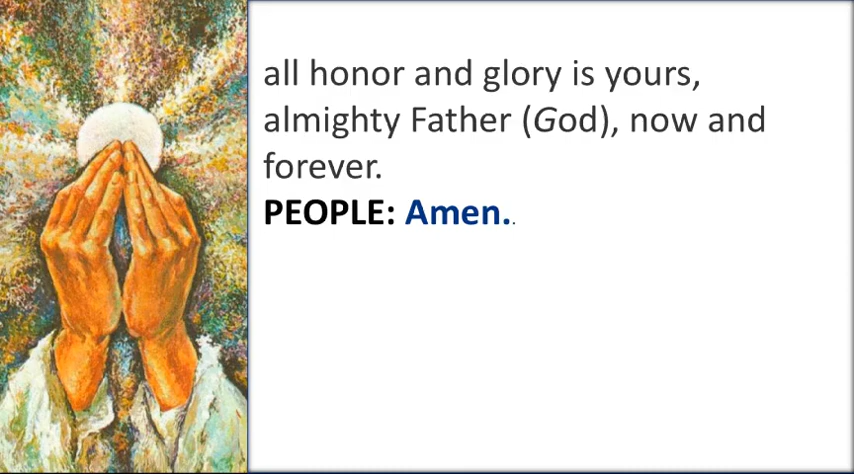 all honor and glory is yours,
almighty Father (God), now and
forever.
PEOPLE: Amen..